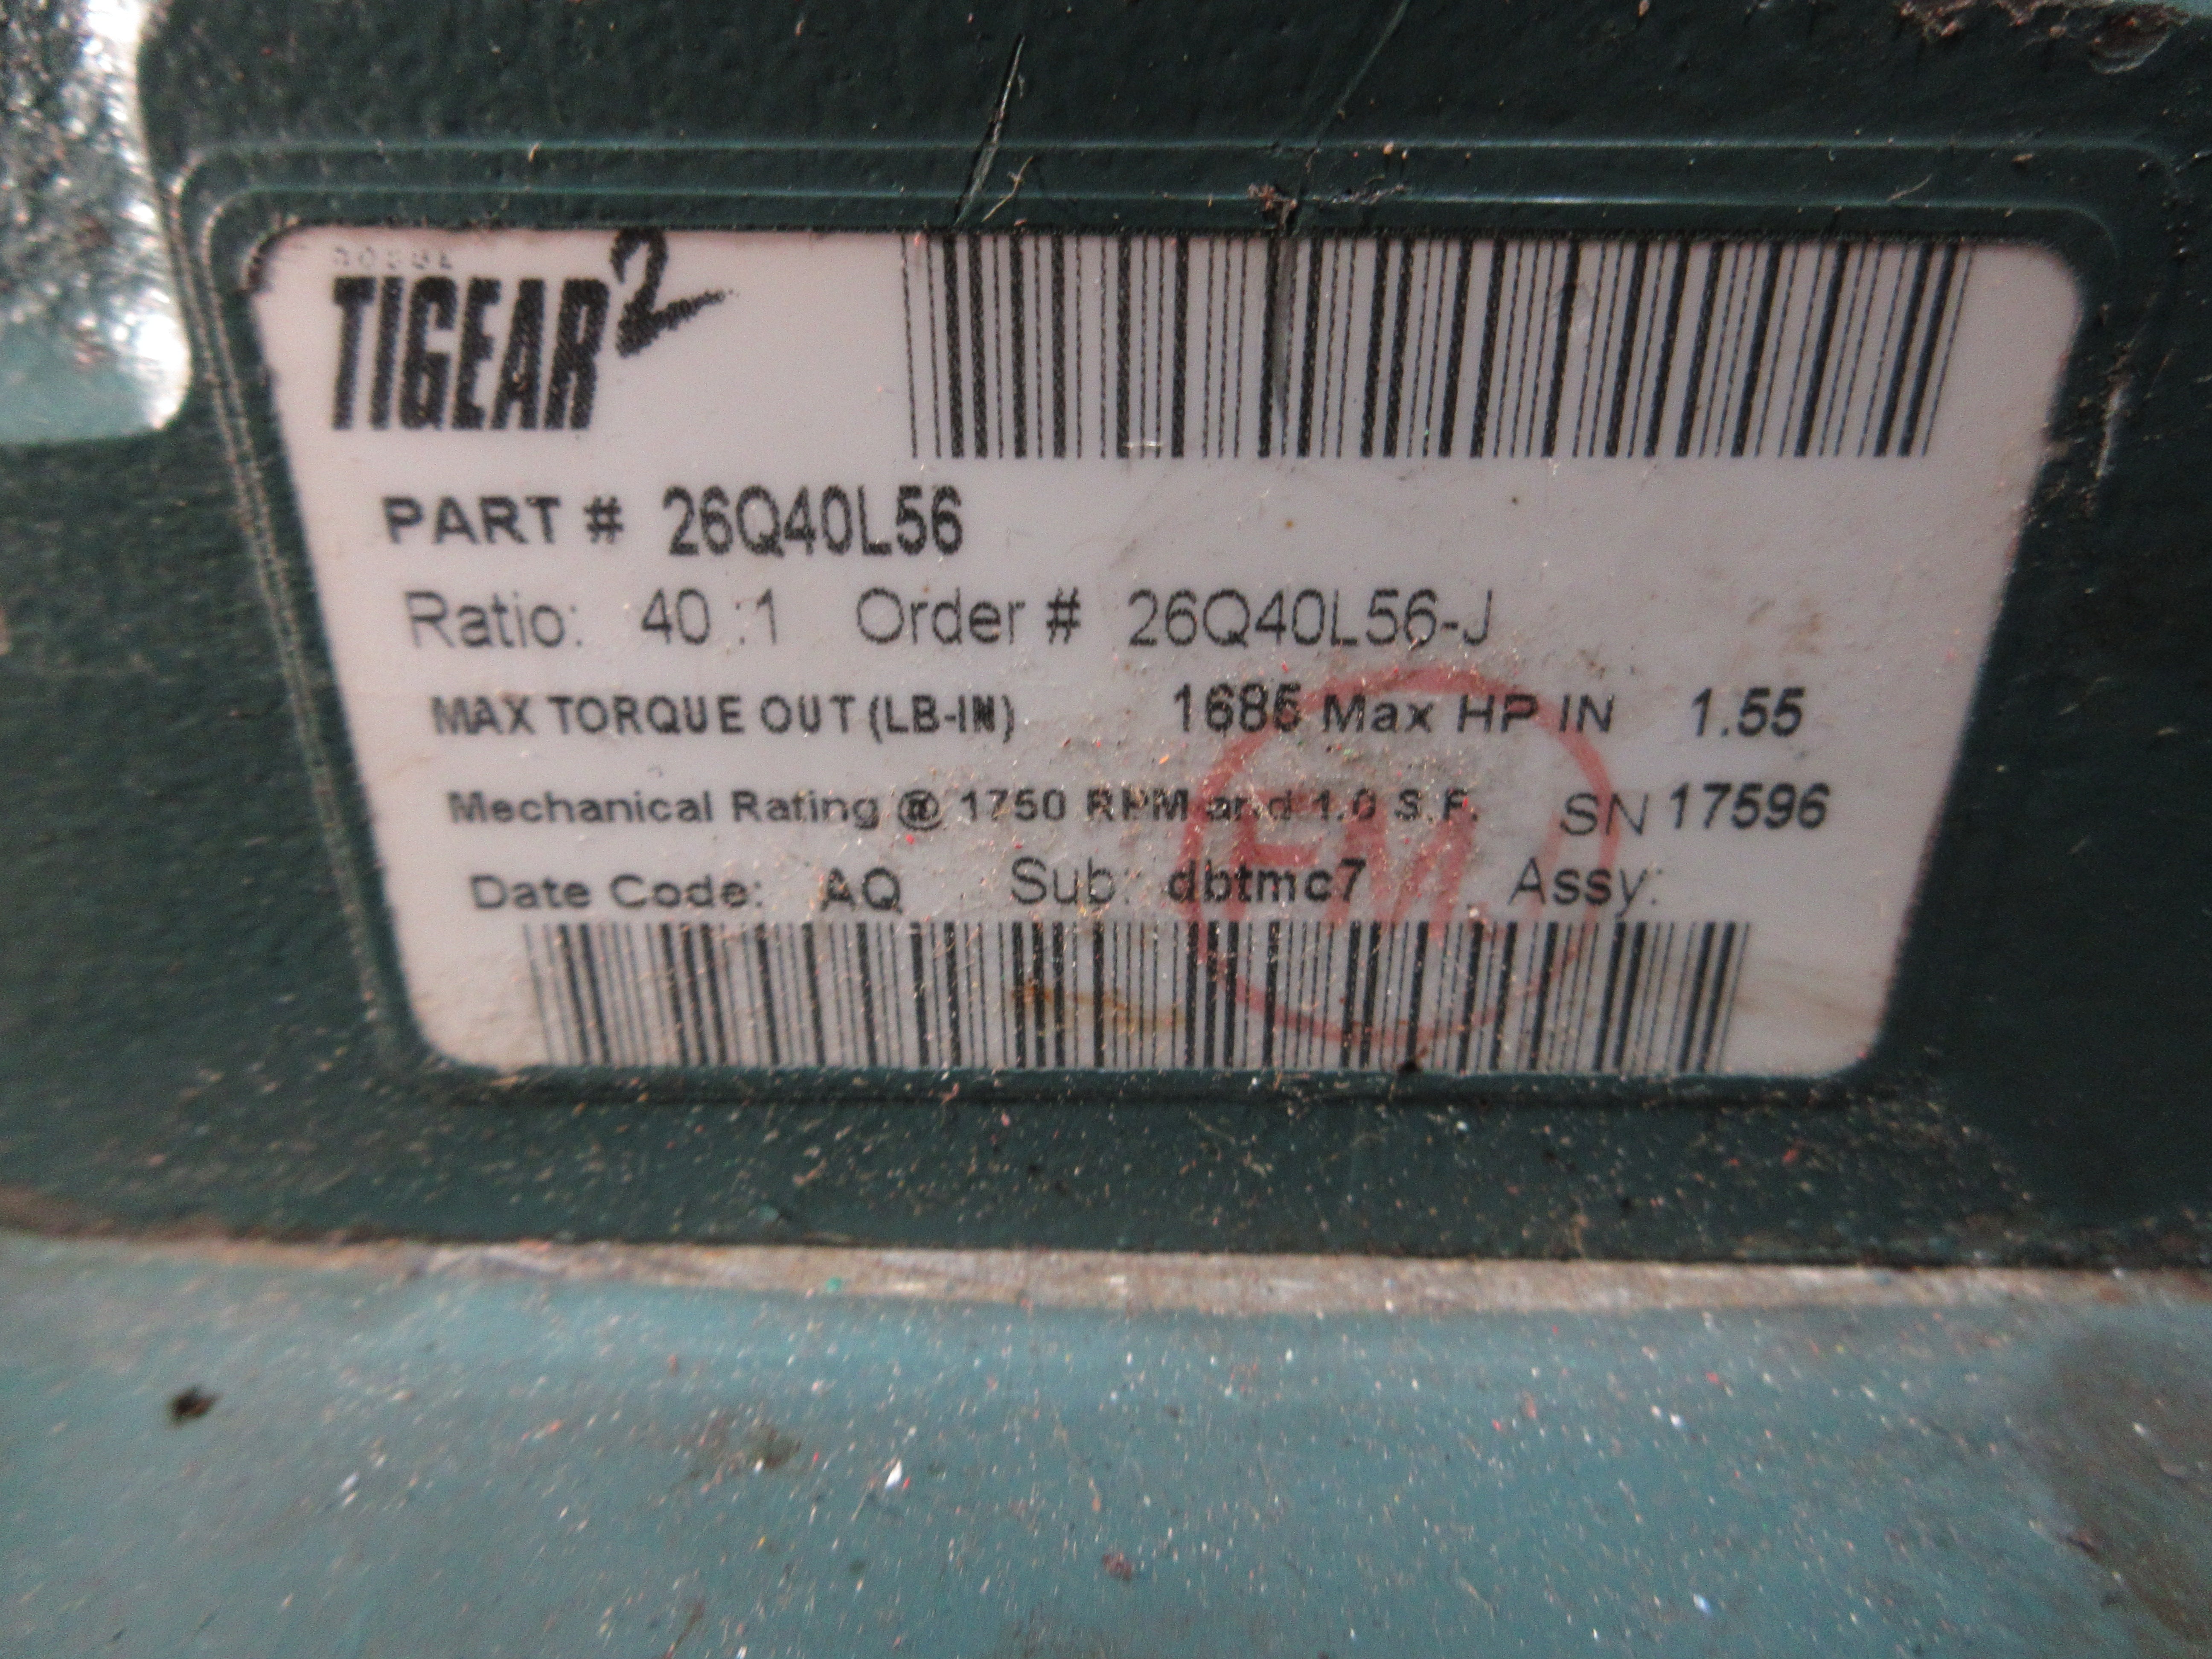 TIGEAR 2
PART # 26Q40L56
Ratio: 40 :1 Order # 26Q40L56-J
MAX TORQUE OUT (LB-IN) 1685 Max HP IN 1.55
Mechanical Rating @ 1750 RPM and 1.0 S.F. SN 17596
Date Code: AQ Sub: dbtmc7 Assy: